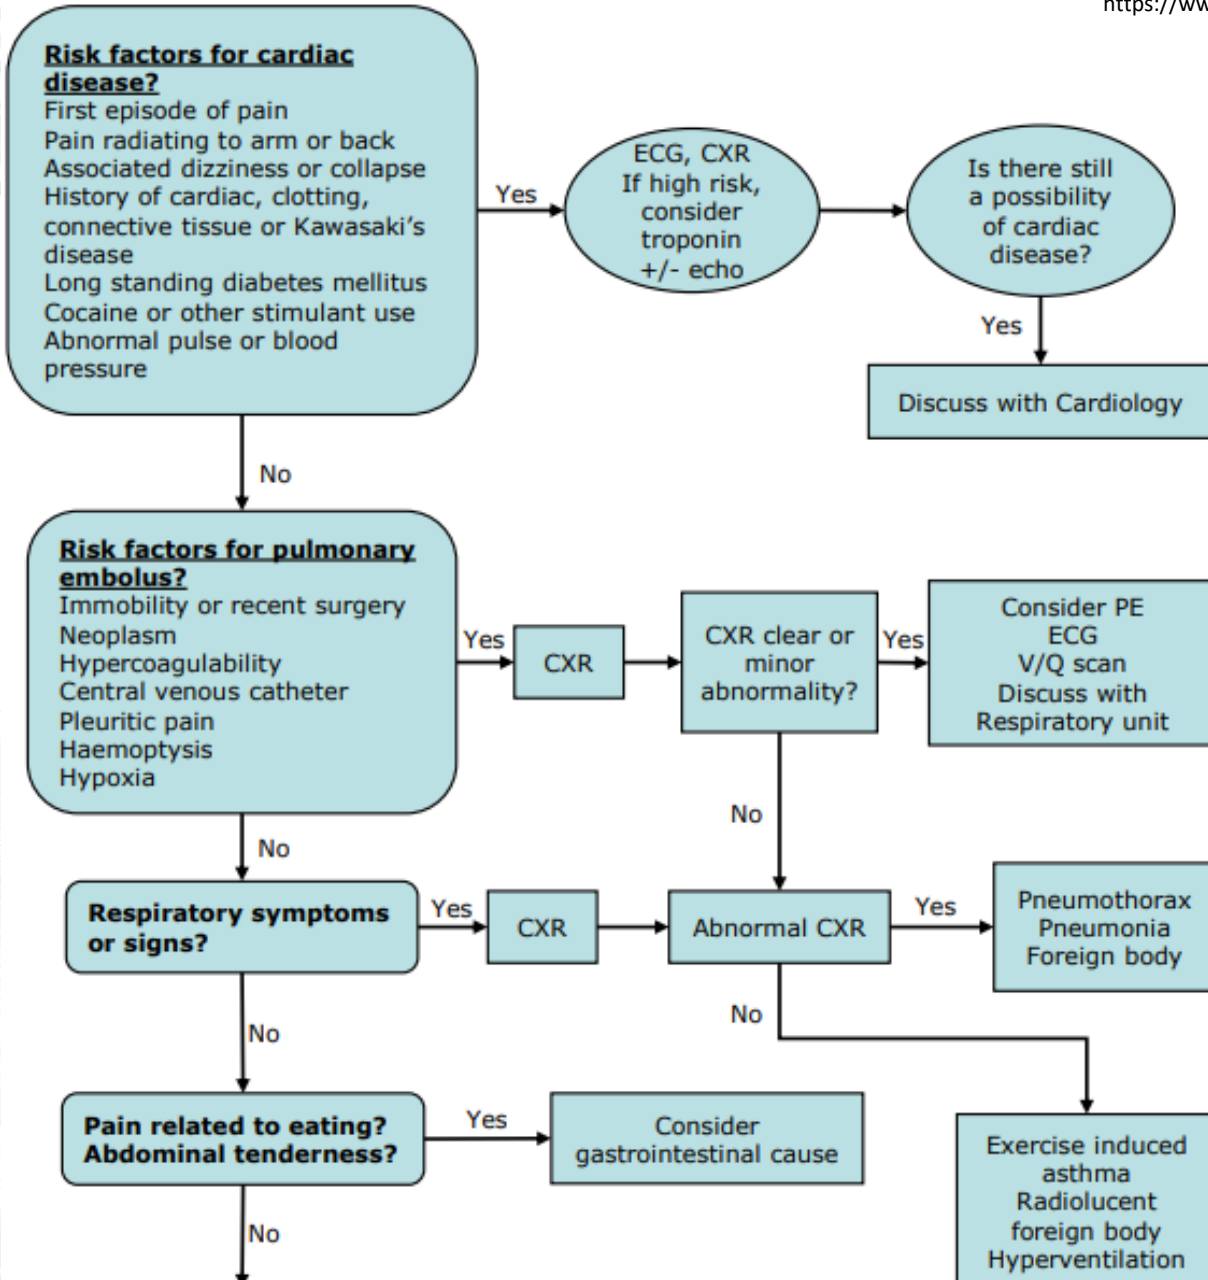 https://ww
Risk factors for cardiac
disease?
First episode of pain
Pain radiating to arm or back
Associated dizziness or collapse
History of cardiac, clotting,
connective tissue or Kawasaki's
disease
Long standing diabetes mellitus
Cocaine or other stimulant use
Abnormal pulse or blood
pressure
Yes
ECG, CXR
If high risk,
consider
troponin
+/- echo
Is there still
a possibility
of cardiac
disease?
Yes
Discuss with Cardiology
No
Risk factors for pulmonary
embolus?
Immobility or recent surgery
Neoplasm
Hypercoagulability
Central venous catheter
Pleuritic pain
Haemoptysis
Hypoxia
Yes
CXR
CXR clear or
minor
abnormality?
Yes
Consider PE
ECG
V/Q scan
Discuss with
Respiratory unit
No
No
Respiratory symptoms
or signs?
Yes
CXR
Abnormal CXR
Yes
Pneumothorax
Pneumonia
Foreign body
No
No
Pain related to eating?
Abdominal tenderness?
Yes
Consider
gastrointestinal cause
Exercise induced
asthma
Radiolucent
foreign body
Hyperventilation
No